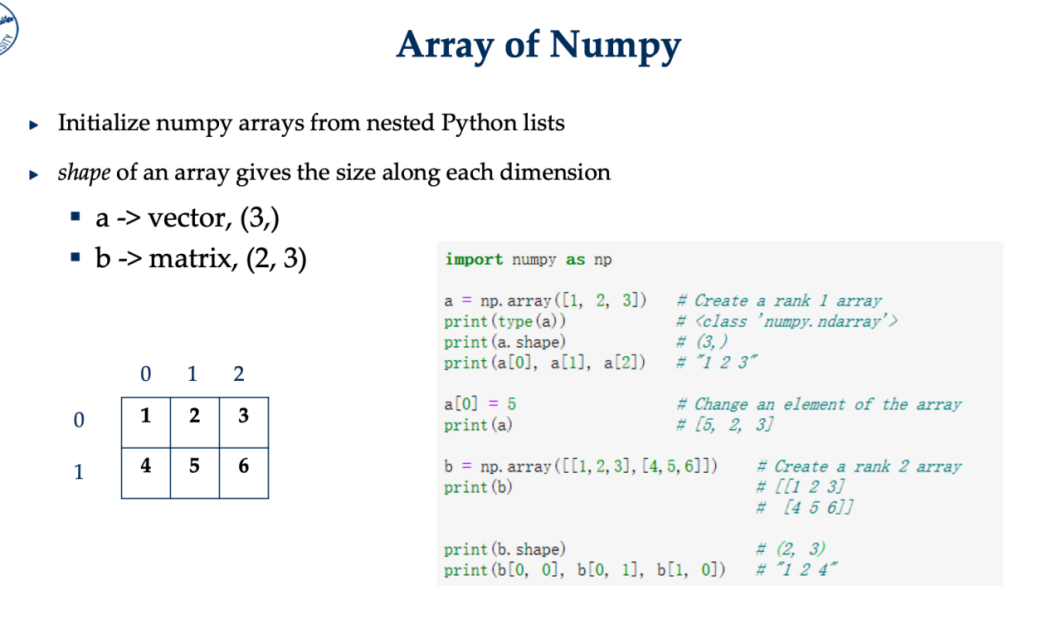 Array of Numpy
Initialize numpy arrays from nested Python lists
shape of an array gives the size along each dimension
a -> vector, (3,)
b -> matrix, (2, 3)
0 1 2
0 1 2 3
1 4 5 6
import numpy as np
a = np.array([1, 2, 3]) # Create a rank 1 array
print(type(a)) # <class 'numpy.ndarray'>
print(a.shape) # (3,)
print(a[0], a[1], a[2]) # "1 2 3"
a[0] = 5 # Change an element of the array
print(a) # [5, 2, 3]
b = np.array([[1,2,3],[4,5,6]]) # Create a rank 2 array
print(b) # [[1 2 3]
# [4 5 6]]
print(b.shape) # (2, 3)
print(b[0, 0], b[0, 1], b[1, 0]) # "1 2 4"